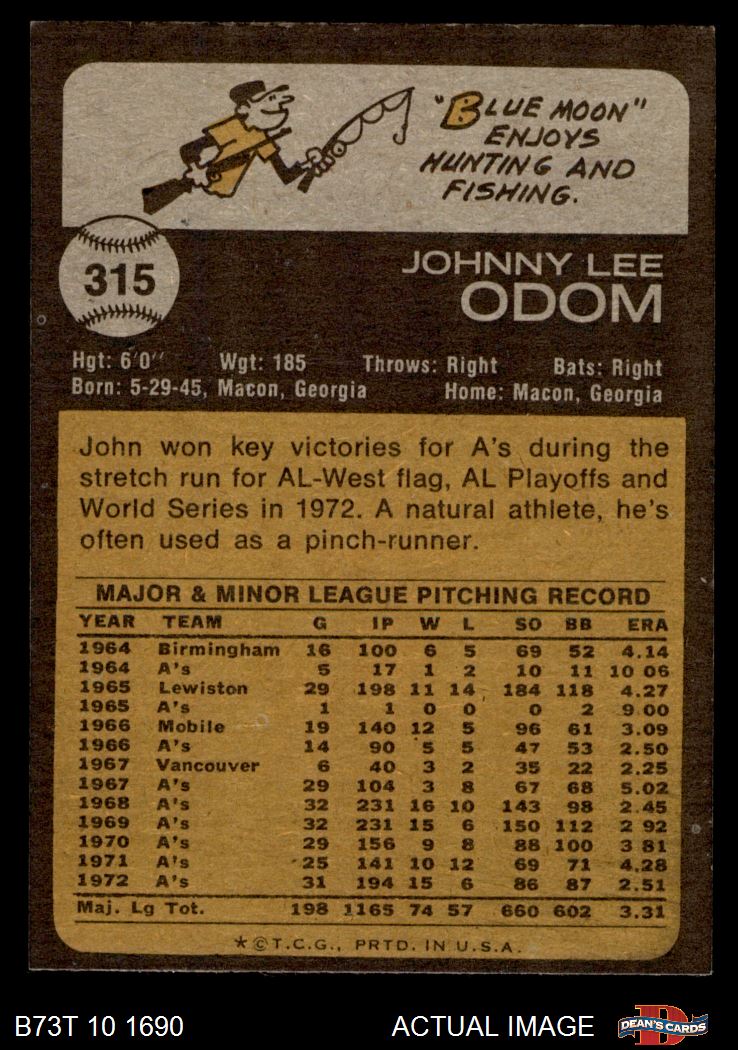 "BLUE MOON"
ENJOYS
HUNTING AND
FISHING.
315
JOHNNY LEE
ODOM
Hgt: 6'0" Wgt: 185 Throws: Right Bats: Right
Born: 5-29-45, Macon, Georgia Home: Macon, Georgia
John won key victories for A's during the
stretch run for AL-West flag, AL Playoffs and
World Series in 1972. A natural athlete, he's
often used as a pinch-runner.
MAJOR & MINOR LEAGUE PITCHING RECORD
YEAR TEAM G IP W L SO BB ERA
1964 Birmingham 16 100 6 5 69 52 4.14
1964 A's 5 17 1 2 10 11 10 06
1965 Lewiston 29 198 11 14 184 118 4.27
1965 A's 1 1 0 0 0 2 9.00
1966 Mobile 19 140 12 5 96 61 3.09
1966 A's 14 90 5 5 47 53 2.50
1967 Vancouver 6 40 3 2 35 22 2.25
1967 A's 29 104 3 8 67 68 5.02
1968 A's 32 231 16 10 143 98 2.45
1969 A's 32 231 15 6 150 112 2 92
1970 A's 29 156 9 8 88 100 3 81
1971 A's 25 141 10 12 69 71 4.28
1972 A's 31 194 15 6 86 87 2.51
Maj. Lg Tot. 198 1165 74 57 660 602 3.31
★©T.C.G., PRTD. IN U.S.A.
B73T 10 1690 ACTUAL IMAGE DEAN'S CARDS